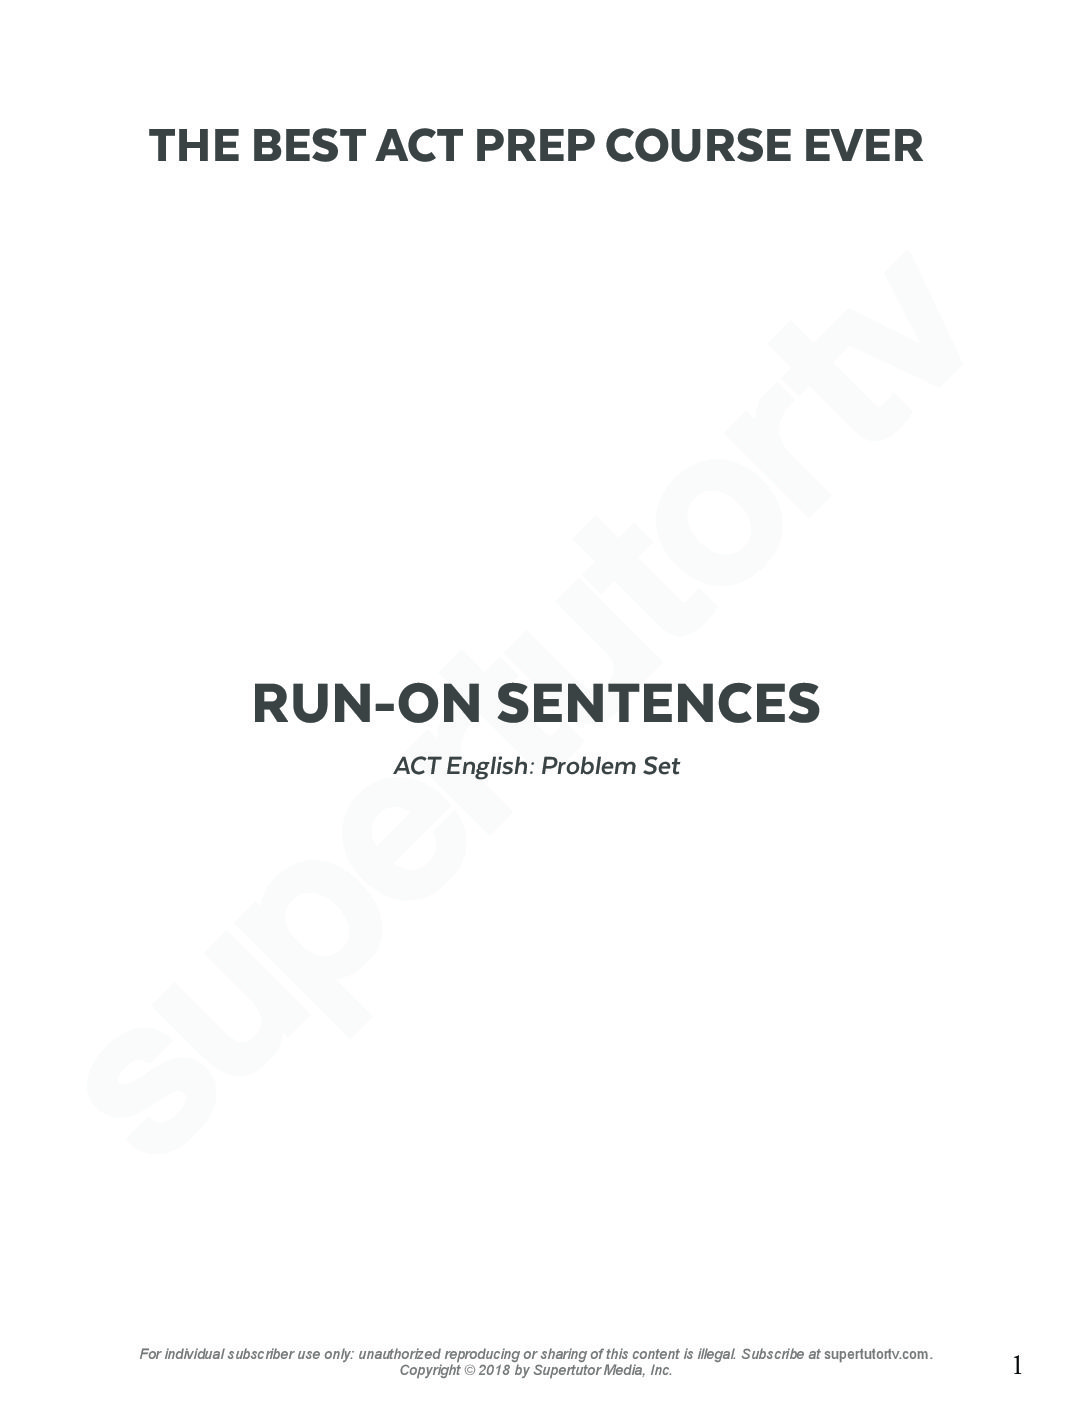 THE BEST ACT PREP COURSE EVER
supertutortv
RUN-ON SENTENCES
ACT English: Problem Set
For individual subscriber use only: unauthorized reproducing or sharing of this content is illegal. Subscribe at supertutortv.com.
Copyright © 2018 by Supertutor Media, Inc.
1